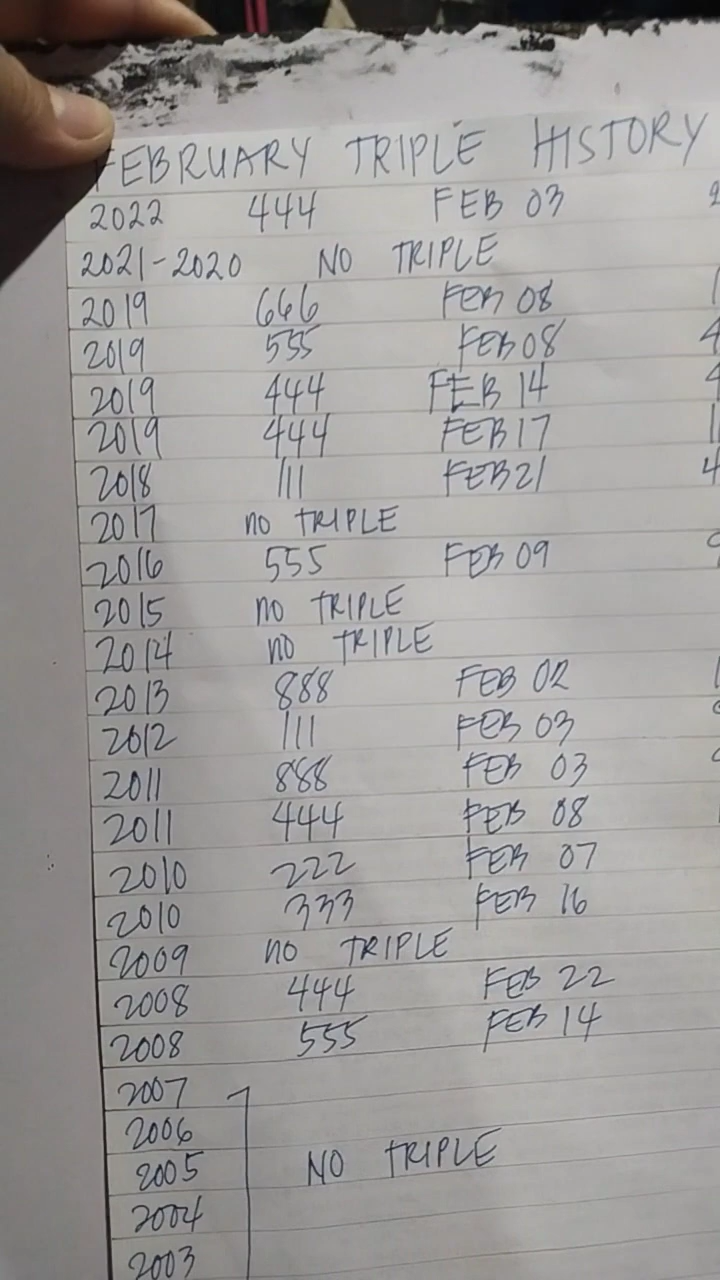 FEBRUARY TRIPLE HISTORY
2022 444 FEB 03
2021-2020 NO TRIPLE
2019 666 FEB 08
2019 555 FEB 08
2019 444 FEB 14
2019 444 FEB 17
2018 111 FEB 21
2017 no TRIPLE
2016 555 FEB 09
2015 no TRIPLE
2014 no TRIPLE
2013 888 FEB 02
2012 111 FEB 03
2011 888 FEB 03
2011 444 FEB 08
2010 222 FEB 07
2010 333 FEB 16
2009 no TRIPLE
2008 444 FEB 22
2008 555 FEB 14
2007
2006
2005 NO TRIPLE
2004
2003